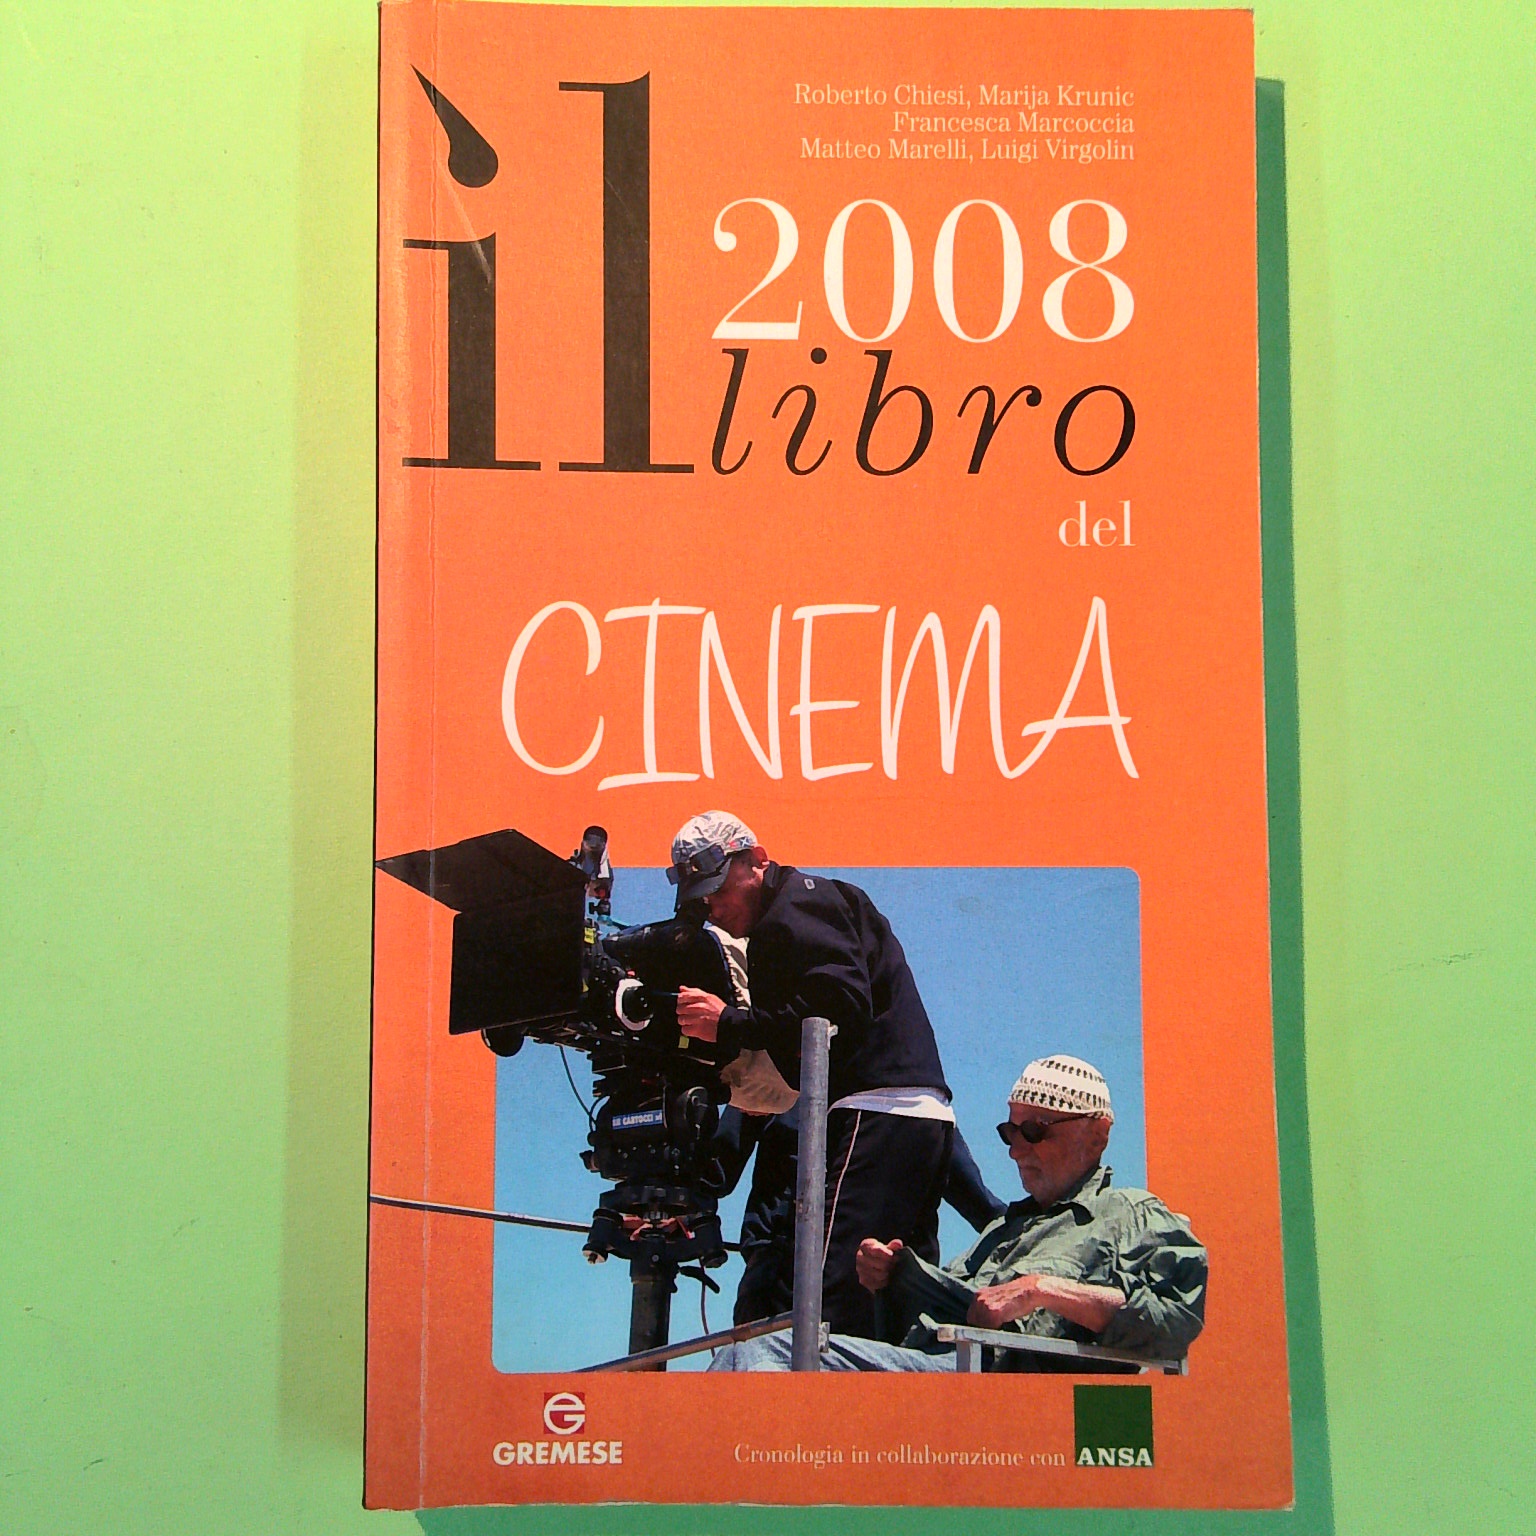 Roberto Chiesi, Marija Krunic
Francesca Marcoccia
Matteo Marelli, Luigi Virgolin
il
2008
libro
del
CINEMA
CARTOCCI
GREMESE
Cronologia in collaborazione con
ANSA